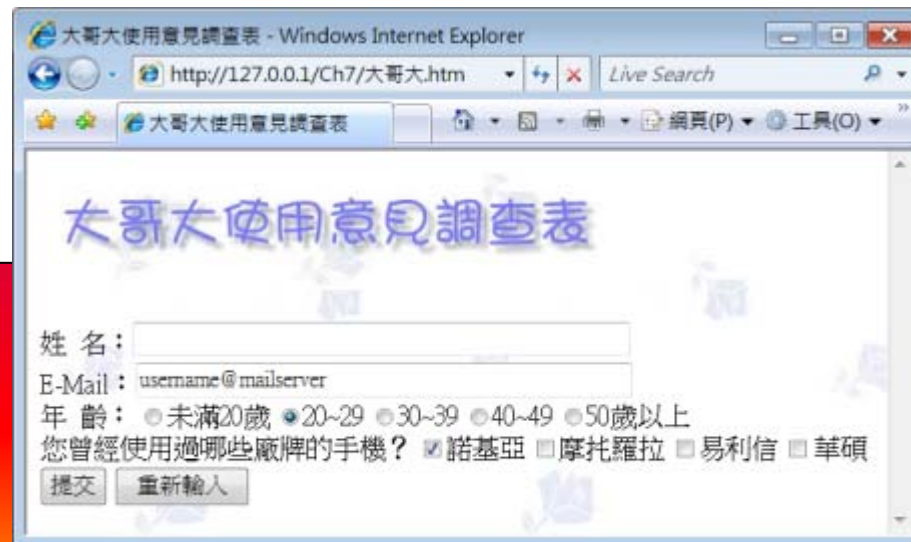 大哥大使用意見調查表 - Windows Internet Explorer
http://127.0.0.1/Ch7/大哥大.htm Live Search
大哥大使用意見調查表 網頁(P) 工具(O) »
大哥大使用意見調查表
姓 名：
E-Mail：username@mailserver
年 齡： 未滿20歲 20~29 30~39 40~49 50歲以上
您曾經使用過哪些廠牌的手機？ 諾基亞 摩托羅拉 易利信 華碩
提交 重新輸入